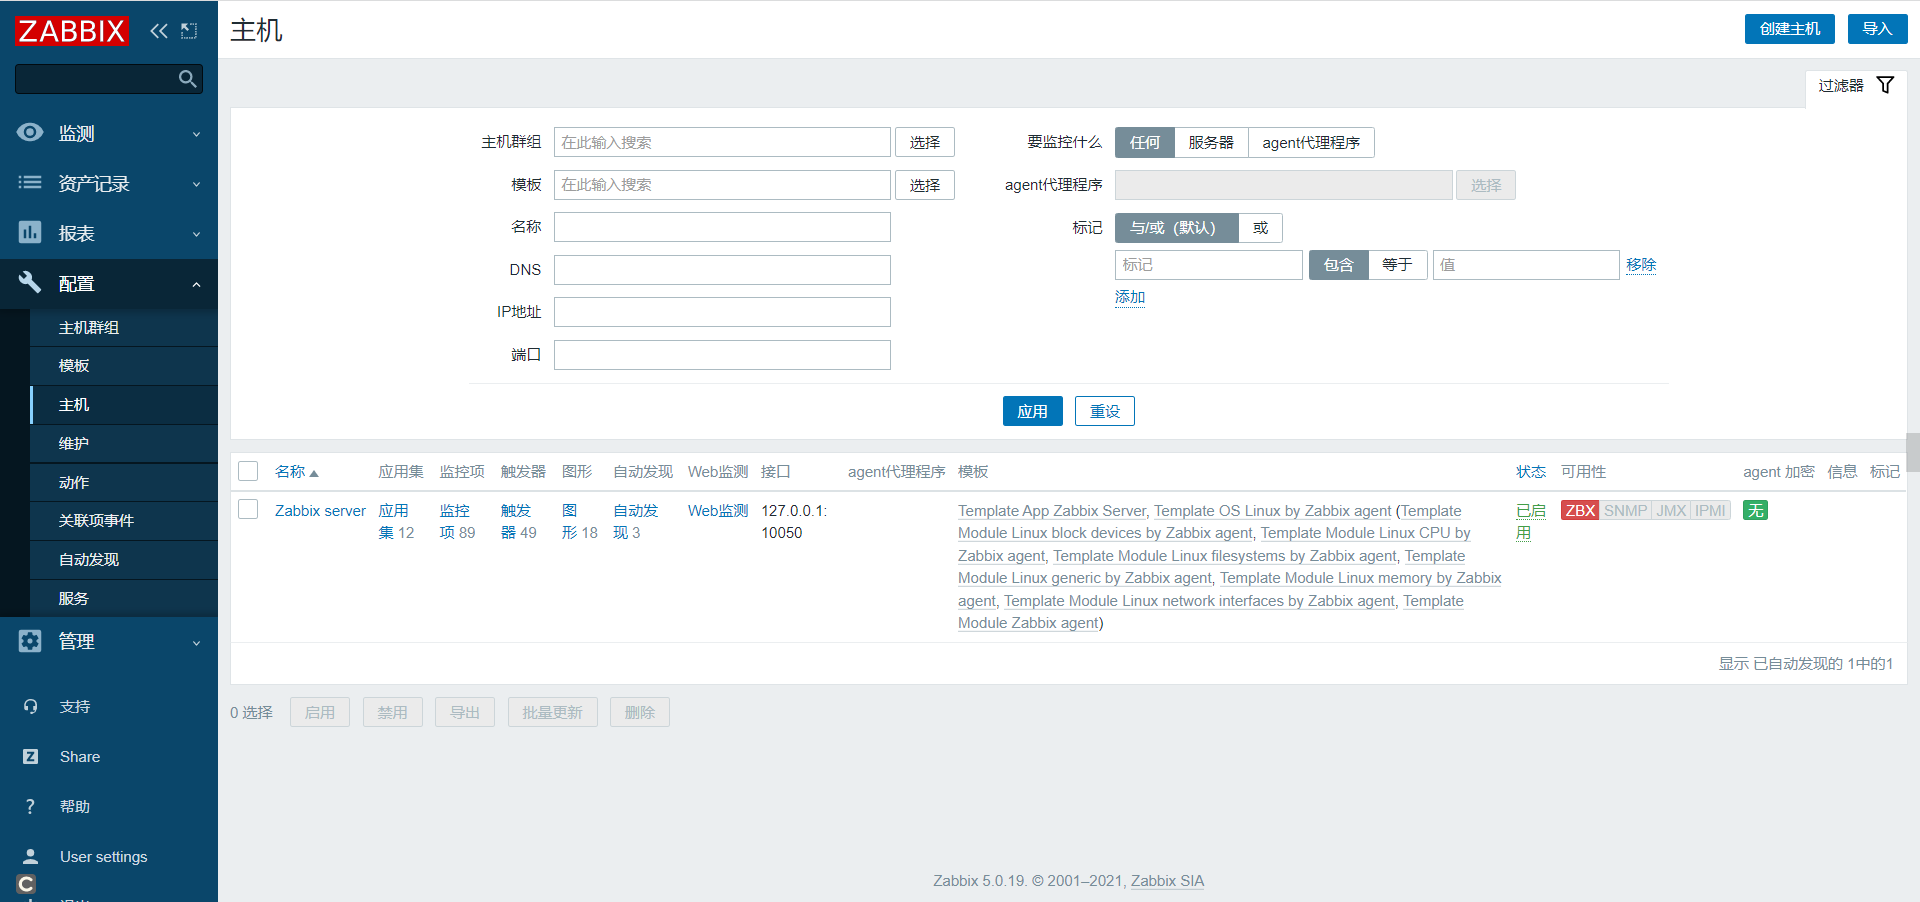 ZABBIX
主机
创建主机
导入
过滤器
监测
资产记录
报表
配置
主机群组
模板
主机
维护
动作
关联项事件
自动发现
服务
管理
支持
Share
帮助
User settings
主机群组 在此输入搜索 选择
模板 在此输入搜索 选择
名称
DNS
IP地址
端口
要监控什么 任何 服务器 agent代理程序
agent代理程序 选择
标记 与/或（默认） 或
标记 包含 等于 值 移除
添加
应用 重设
名称 应用集 监控项 触发器 图形 自动发现 Web监测 接口 agent代理程序 模板 状态 可用性 agent 加密 信息 标记
Zabbix server
应用
集 12
监控
项 89
触发
器 49
图
形 18
自动发
现 3
Web监测
127.0.0.1:
10050
Template App Zabbix Server, Template OS Linux by Zabbix agent (Template
Module Linux block devices by Zabbix agent, Template Module Linux CPU by
Zabbix agent, Template Module Linux filesystems by Zabbix agent, Template
Module Linux generic by Zabbix agent, Template Module Linux memory by Zabbix
agent, Template Module Linux network interfaces by Zabbix agent, Template
Module Zabbix agent)
已启
用
ZBX SNMP JMX IPMI
无
显示 已自动发现的 1中的1
0 选择 启用 禁用 导出 批量更新 删除
Zabbix 5.0.19. © 2001–2021, Zabbix SIA